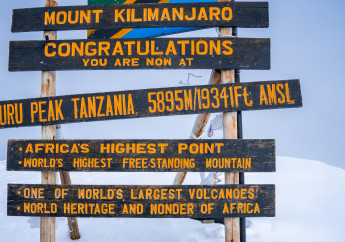 MOUNT KILIMANJARO
CONGRATULATIONS
YOU ARE NOW AT
URU PEAK TANZANIA, 5895M/19341Ft AMSL
•AFRICA'S HIGHEST POINT
•WORLD'S HIGHEST FREE-STANDING MOUNTAIN
•ONE OF WORLD'S LARGEST VOLCANOES
•WORLD HERITAGE AND WONDER OF AFRICA